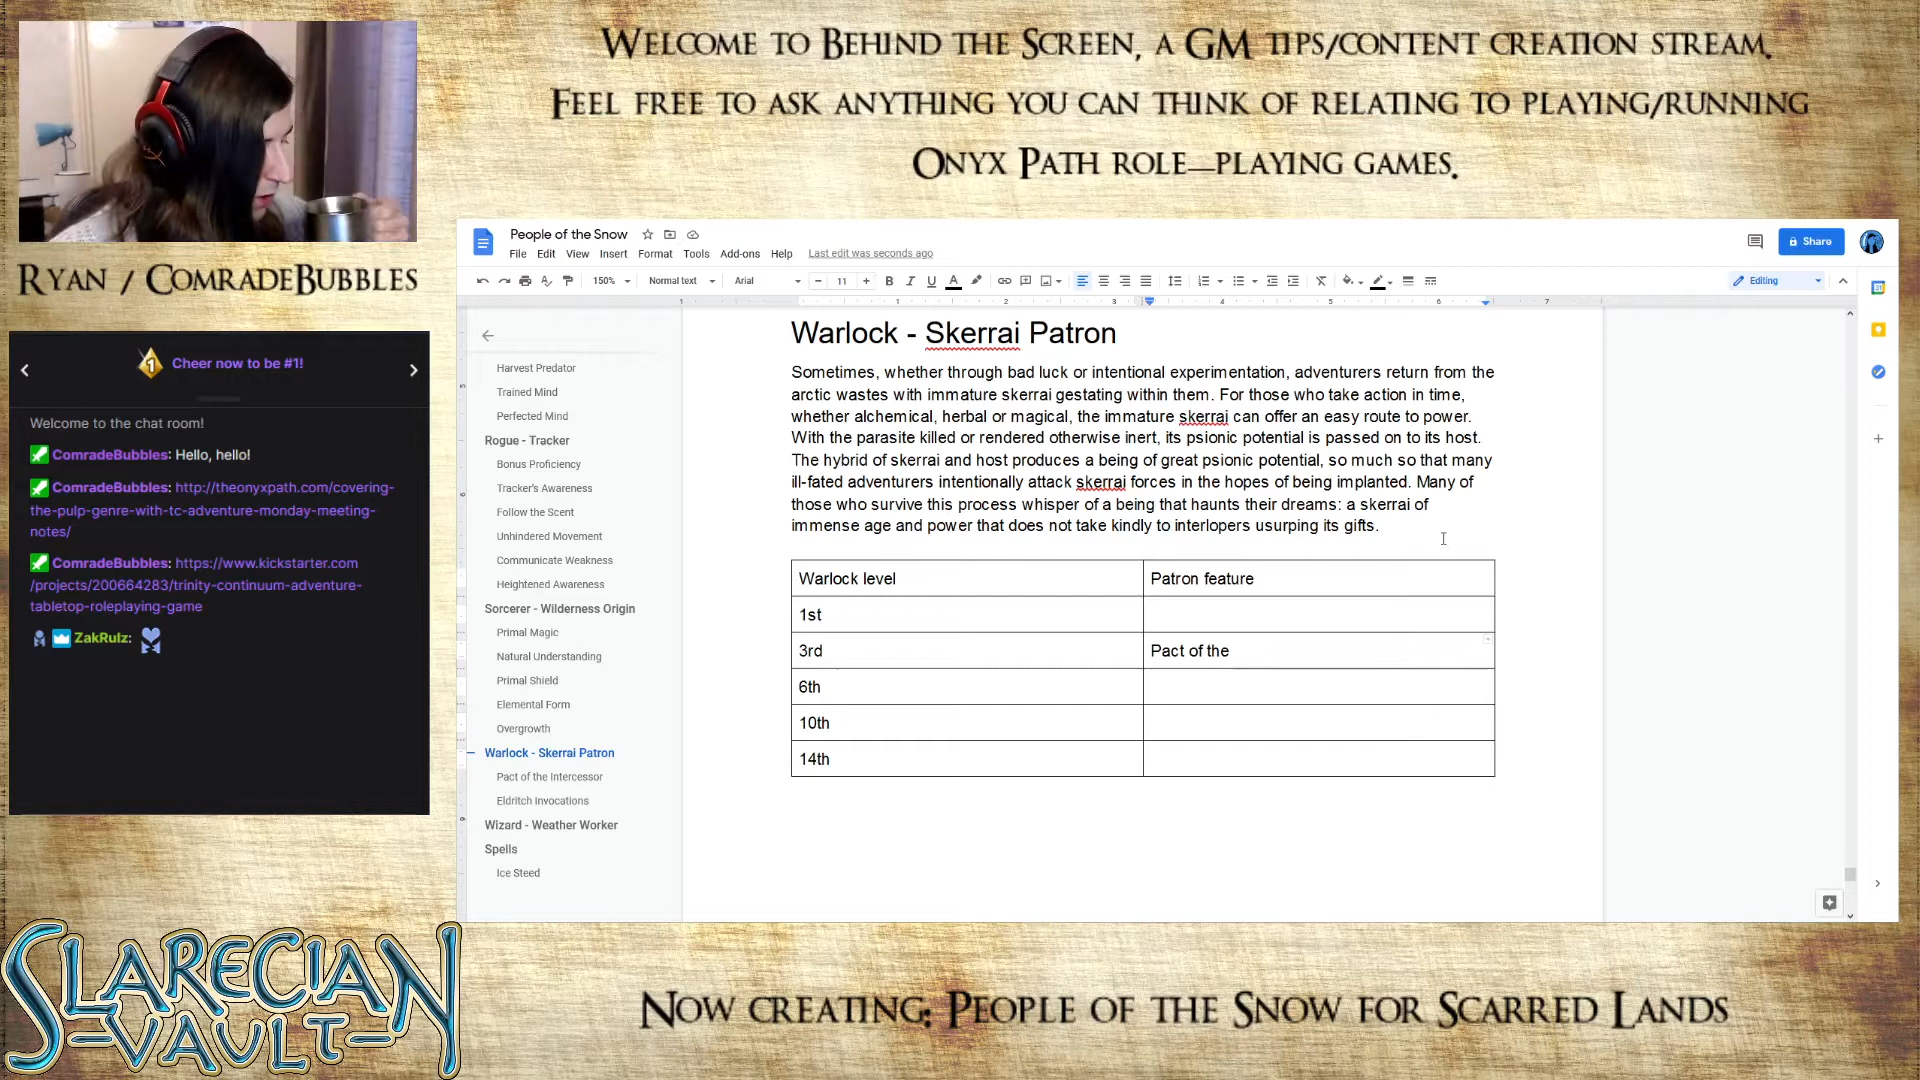 Welcome to Behind the Screen, a GM tips/content creation stream.
Feel free to ask anything you can think of relating to playing/running
Onyx Path role—playing games.
Ryan / ComradeBubbles
1
Cheer now to be #1!
Welcome to the chat room!
ComradeBubbles: Hello, hello!
ComradeBubbles: http://theonyxpath.com/covering-
the-pulp-genre-with-tc-adventure-monday-meeting-
notes/
ComradeBubbles: https://www.kickstarter.com
/projects/200664283/trinity-continuum-adventure-
tabletop-roleplaying-game
ZakRulz:
People of the Snow
File Edit View Insert Format Tools Add-ons Help Last edit was seconds ago
Share
150% Normal text Arial 11 B I U A
Editing
1 1 2 3 4 5 6 7
Harvest Predator
Trained Mind
Perfected Mind
Rogue - Tracker
Bonus Proficiency
Tracker's Awareness
Follow the Scent
Unhindered Movement
Communicate Weakness
Heightened Awareness
Sorcerer - Wilderness Origin
Primal Magic
Natural Understanding
Primal Shield
Elemental Form
Overgrowth
Warlock - Skerrai Patron
Pact of the Intercessor
Eldritch Invocations
Wizard - Weather Worker
Spells
Ice Steed
Warlock - Skerrai Patron
Sometimes, whether through bad luck or intentional experimentation, adventurers return from the
arctic wastes with immature skerrai gestating within them. For those who take action in time,
whether alchemical, herbal or magical, the immature skerrai can offer an easy route to power.
With the parasite killed or rendered otherwise inert, its psionic potential is passed on to its host.
The hybrid of skerrai and host produces a being of great psionic potential, so much so that many
ill-fated adventurers intentionally attack skerrai forces in the hopes of being implanted. Many of
those who survive this process whisper of a being that haunts their dreams: a skerrai of
immense age and power that does not take kindly to interlopers usurping its gifts.
Warlock level Patron feature
1st
3rd Pact of the
6th
10th
14th
Slarecian
Vault
Now creating: People of the Snow for Scarred Lands